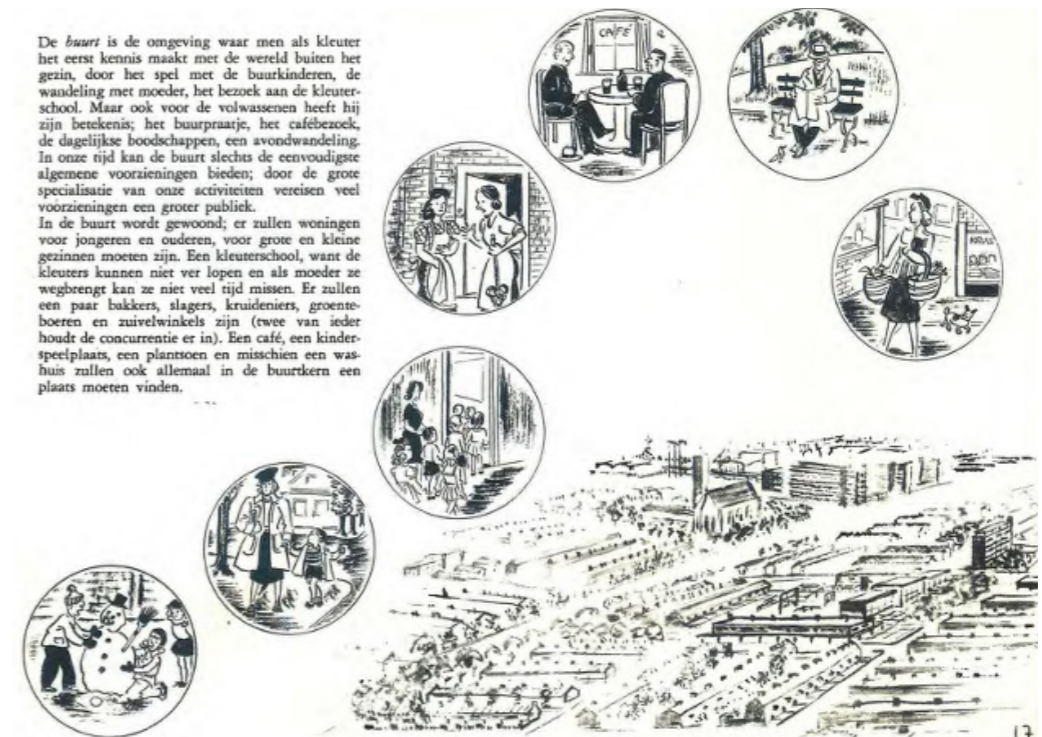 De buurt is de omgeving waar men als kleuter
het eerst kennis maakt met de wereld buiten het
gezin, door het spel met de buurkinderen, de
wandeling met moeder, het bezoek aan de kleuter-
school. Maar ook voor de volwassenen heeft hij
zijn betekenis; het buurpraatje, het cafébezoek,
de dagelijkse boodschappen, een avondwandeling.
In onze tijd kan de buurt slechts de eenvoudigste
algemene voorzieningen bieden; door de grote
specialisatie van onze activiteiten vereisen veel
voorzieningen een groter publiek.
In de buurt wordt gewoond; er zullen woningen
voor jongeren en ouderen, voor grote en kleine
gezinnen moeten zijn. Een kleuterschool, want de
kleuters kunnen niet ver lopen en als moeder ze
wegbrengt kan ze niet veel tijd missen. Er zullen
een paar bakkers, slagers, kruideniers, groente-
boeren en zuivelwinkels zijn (twee van ieder
houdt de concurrentie er in). Een café, een kinder-
speelplaats, een plantsoen en misschien een was-
huis zullen ook allemaal in de buurtkern een
plaats moeten vinden.
CAFÉ
17